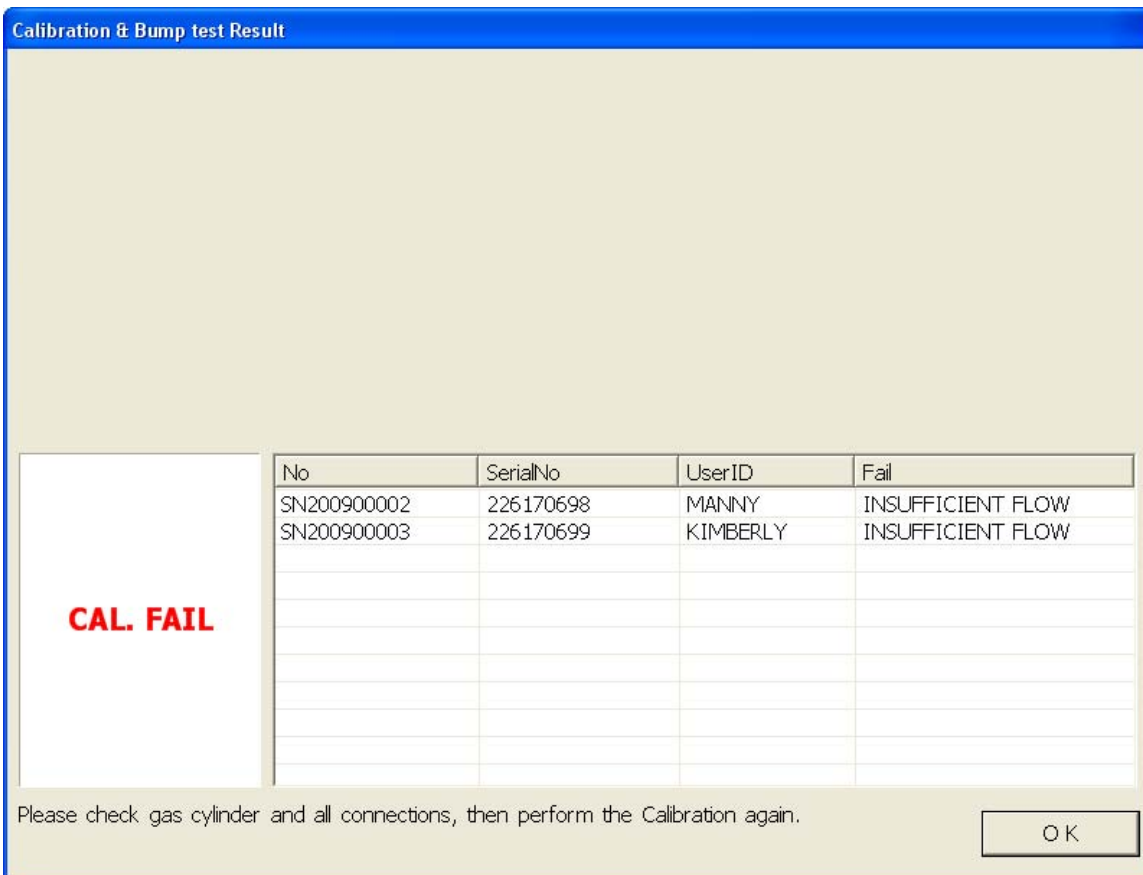 Calibration & Bump test Result
No SerialNo UserID Fail
SN200900002 226170698 MANNY INSUFFICIENT FLOW
SN200900003 226170699 KIMBERLY INSUFFICIENT FLOW
CAL. FAIL
Please check gas cylinder and all connections, then perform the Calibration again.
O K